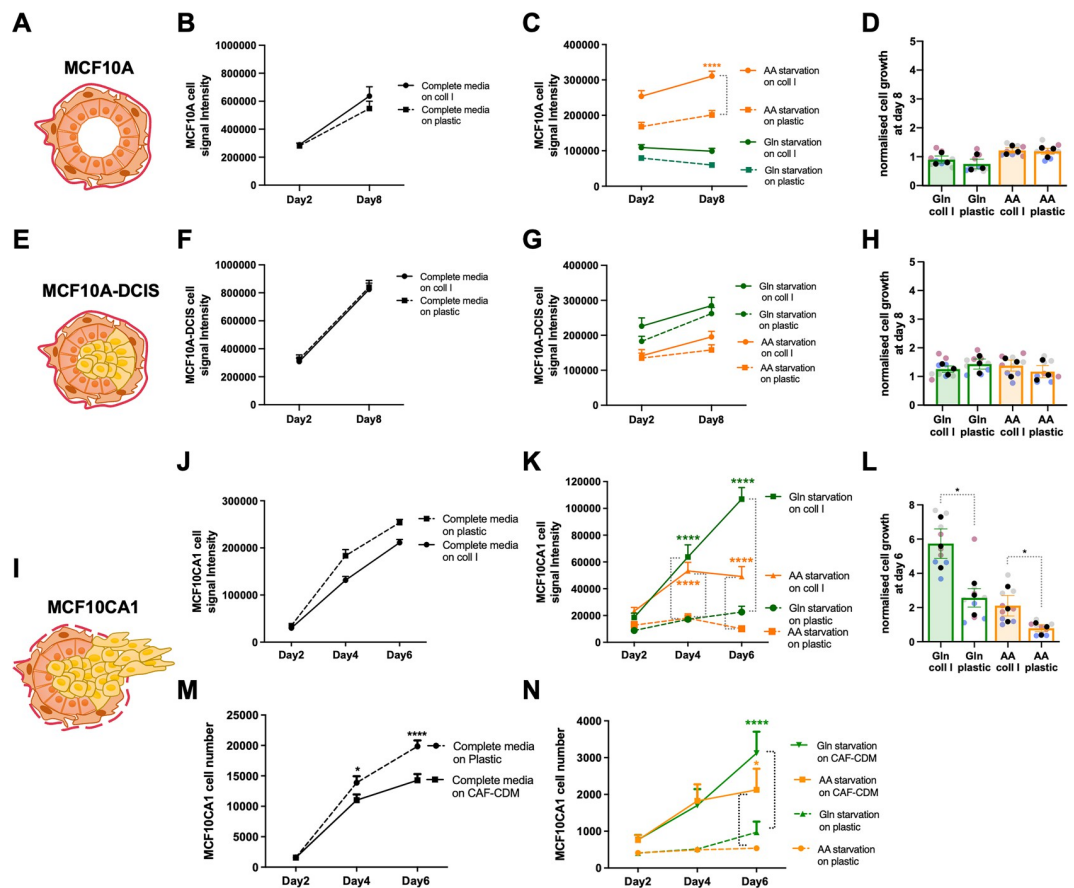 A
MCF10A
B
MCF10A cell
signal Intensity
1000000
800000
600000
400000
200000
0
Day2
Day8
Complete media
on coll I
Complete media
on plastic
C
MCF10A cell
signal Intensity
400000
300000
200000
100000
0
Day2
Day8
****
AA starvation
on coll I
AA starvation
on plastic
Gln starvation
on coll I
Gln starvation
on plastic
D
normalised cell growth
at day 8
5
4
3
2
1
0
Gln
coll I
Gln
plastic
AA
coll I
AA
plastic
E
MCF10A-DCIS
F
MCF10A-DCIS cell
signal Intensity
1000000
800000
600000
400000
200000
0
Day2
Day8
Complete media
on coll I
Complete media
on plastic
G
MCF10A-DCIS cell
signal Intensity
400000
300000
200000
100000
0
Day2
Day8
Gln starvation
on coll I
Gln starvation
on plastic
AA starvation
on coll I
AA starvation
on plastic
H
normalised cell growth
at day 8
5
4
3
2
1
0
Gln
coll I
Gln
plastic
AA
coll I
AA
plastic
I
MCF10CA1
J
MCF10CA1 cell
signal Intensity
300000
200000
100000
0
Day2
Day4
Day6
Complete media
on plastic
Complete media
on coll I
K
MCF10CA1 cell
signal Intensity
120000
100000
80000
60000
40000
20000
0
Day2
Day4
Day6
****
****
****
****
Gln starvation
on coll I
AA starvation
on coll I
Gln starvation
on plastic
AA starvation
on plastic
L
normalised cell growth
at day 6
8
6
4
2
0
*
*
Gln
coll I
Gln
plastic
AA
coll I
AA
plastic
M
MCF10CA1 cell number
25000
20000
15000
10000
5000
0
Day2
Day4
Day6
*
****
Complete media
on Plastic
Complete media
on CAF-CDM
N
MCF10CA1 cell number
4000
3000
2000
1000
0
Day2
Day4
Day6
****
*
Gln starvation
on CAF-CDM
AA starvation
on CAF-CDM
Gln starvation
on plastic
AA starvation
on plastic